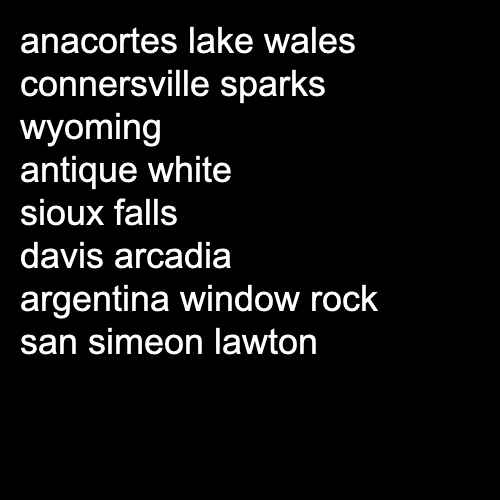 anacortes lake wales
connersville sparks
wyoming
antique white
sioux falls
davis arcadia
argentina window rock
san simeon lawton